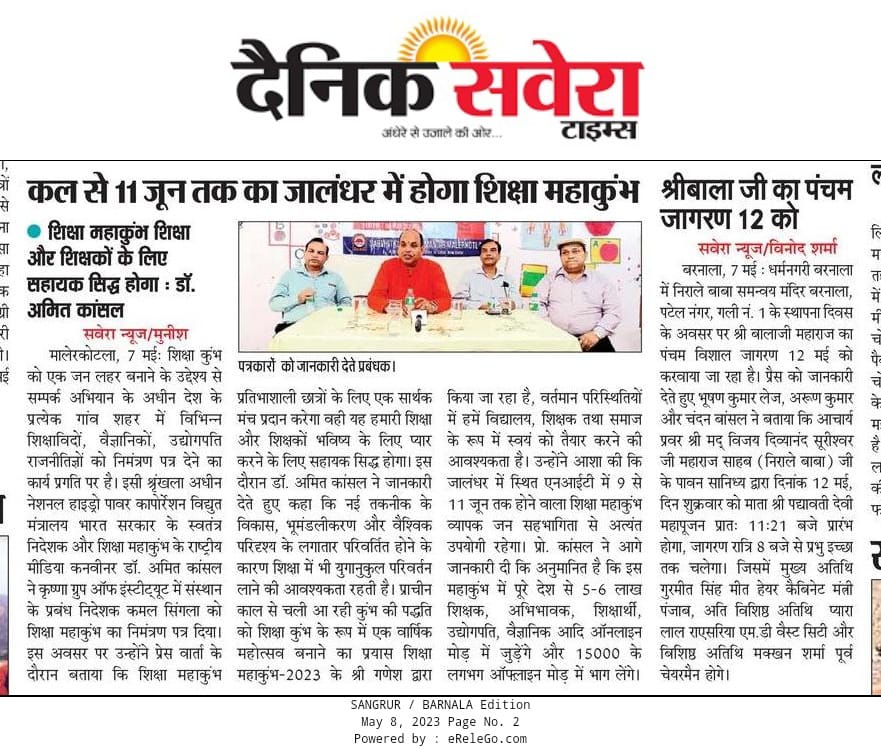 दैनिक सवेरा
टाइम्स
अंधेरे से उजाले की ओर...
कल से 11 जून तक का जालंधर में होगा शिक्षा महाकुंभ
शिक्षा महाकुंभ शिक्षा
और शिक्षकों के लिए
सहायक सिद्ध होगा : डॉ.
अमित कांसल
सवेरा न्यूज/मुनीश
मालेरकोटला, 7 मईः शिक्षा कुंभ
को एक जन लहर बनाने के उद्देश्य से
सम्पर्क अभियान के अधीन देश के
प्रत्येक गांव शहर में विभिन्न
शिक्षाविदों, वैज्ञानिकों, उद्योगपति
राजनीतिज्ञों को निमंत्रण पत्र देने का
कार्य प्रगति पर है। इसी श्रृंखला अधीन
नेशनल हाइड्रो पावर कार्पोरेशन विद्युत
मंत्रालय भारत सरकार के स्वतंत्र
निदेशक और शिक्षा महाकुंभ के राष्ट्रीय
मीडिया कनवीनर डॉ. अमित कांसल
ने कृष्णा ग्रुप ऑफ इंस्टीट्यूट में संस्थान
के प्रबंध निदेशक कमल सिंगला को
शिक्षा महाकुंभ का निमंत्रण पत्र दिया।
इस अवसर पर उन्होंने प्रेस वार्ता के
दौरान बताया कि शिक्षा महाकुंभ
पत्रकारों को जानकारी देते प्रबंधक।
प्रतिभाशाली छात्रों के लिए एक सार्थक
मंच प्रदान करेगा वही यह हमारी शिक्षा
और शिक्षकों भविष्य के लिए प्यार
करने के लिए सहायक सिद्ध होगा। इस
दौरान डॉ. अमित कांसल ने जानकारी
देते हुए कहा कि नई तकनीक के
विकास, भूमंडलीकरण और वैश्विक
परिदृश्य के लगातार परिवर्तित होने के
कारण शिक्षा में भी युगानुकुल परिवर्तन
लाने की आवश्यकता रहती है। प्राचीन
काल से चली आ रही कुंभ की पद्धति
को शिक्षा कुंभ के रूप में एक वार्षिक
महोत्सव बनाने का प्रयास शिक्षा
महाकुंभ-2023 के श्री गणेश द्वारा
किया जा रहा है, वर्तमान परिस्थितियों
में हमें विद्यालय, शिक्षक तथा समाज
के रूप में स्वयं को तैयार करने की
आवश्यकता है। उन्होंने आशा की कि
जालंधर में स्थित एनआईटी में 9 से
11 जून तक होने वाला शिक्षा महाकुंभ
व्यापक जन सहभागिता से अत्यंत
उपयोगी रहेगा। प्रो. कांसल ने आगे
जानकारी दी कि अनुमानित है कि इस
महाकुंभ में पूरे देश से 5-6 लाख
शिक्षक, अभिभावक, शिक्षार्थी,
उद्योगपति, वैज्ञानिक आदि ऑनलाइन
मोड़ में जुड़ेंगे और 15000 के
लगभग ऑफ्लाइन मोड़ में भाग लेंगे।
श्रीबाला जी का पंचम
जागरण 12 को
सवेरा न्यूज/विनोद शर्मा
बरनाला, 7 मई : धर्मनगरी बरनाला
में निराले बाबा समन्वय मंदिर बरनाला,
पटेल नगर, गली नं. 1 के स्थापना दिवस
के अवसर पर श्री बालाजी महाराज का
पंचम विशाल जागरण 12 मई को
करवाया जा रहा है। प्रैस को जानकारी
देते हुए भूषण कुमार लेज, अरूण कुमार
और चंदन बांसल ने बताया कि आचार्य
प्रवर श्री मद् विजय दिव्यानंद सूरीश्वर
जी महाराज साहब (निराले बाबा) जी
के पावन सानिध्य द्वारा दिनांक 12 मई,
दिन शुक्रवार को माता श्री पद्मावती देवी
महापूजन प्रातः 11:21 बजे प्रारंभ
होगा, जागरण रात्रि 8 बजे से प्रभु इच्छा
तक चलेगा। जिसमें मुख्य अतिथि
गुरमीत सिंह मीत हेयर कैबिनेट मंत्री
पंजाब, अति विशिष्ठ अतिथि प्यारा
लाल राएसरिया एम.डी वैस्ट सिटी और
बिशिष्ठ अतिथि मक्खन शर्मा पूर्व
चेयरमैन होगे।
SANGRUR / BARNALA Edition
May 8, 2023 Page No. 2
Powered by : eReleGo.com